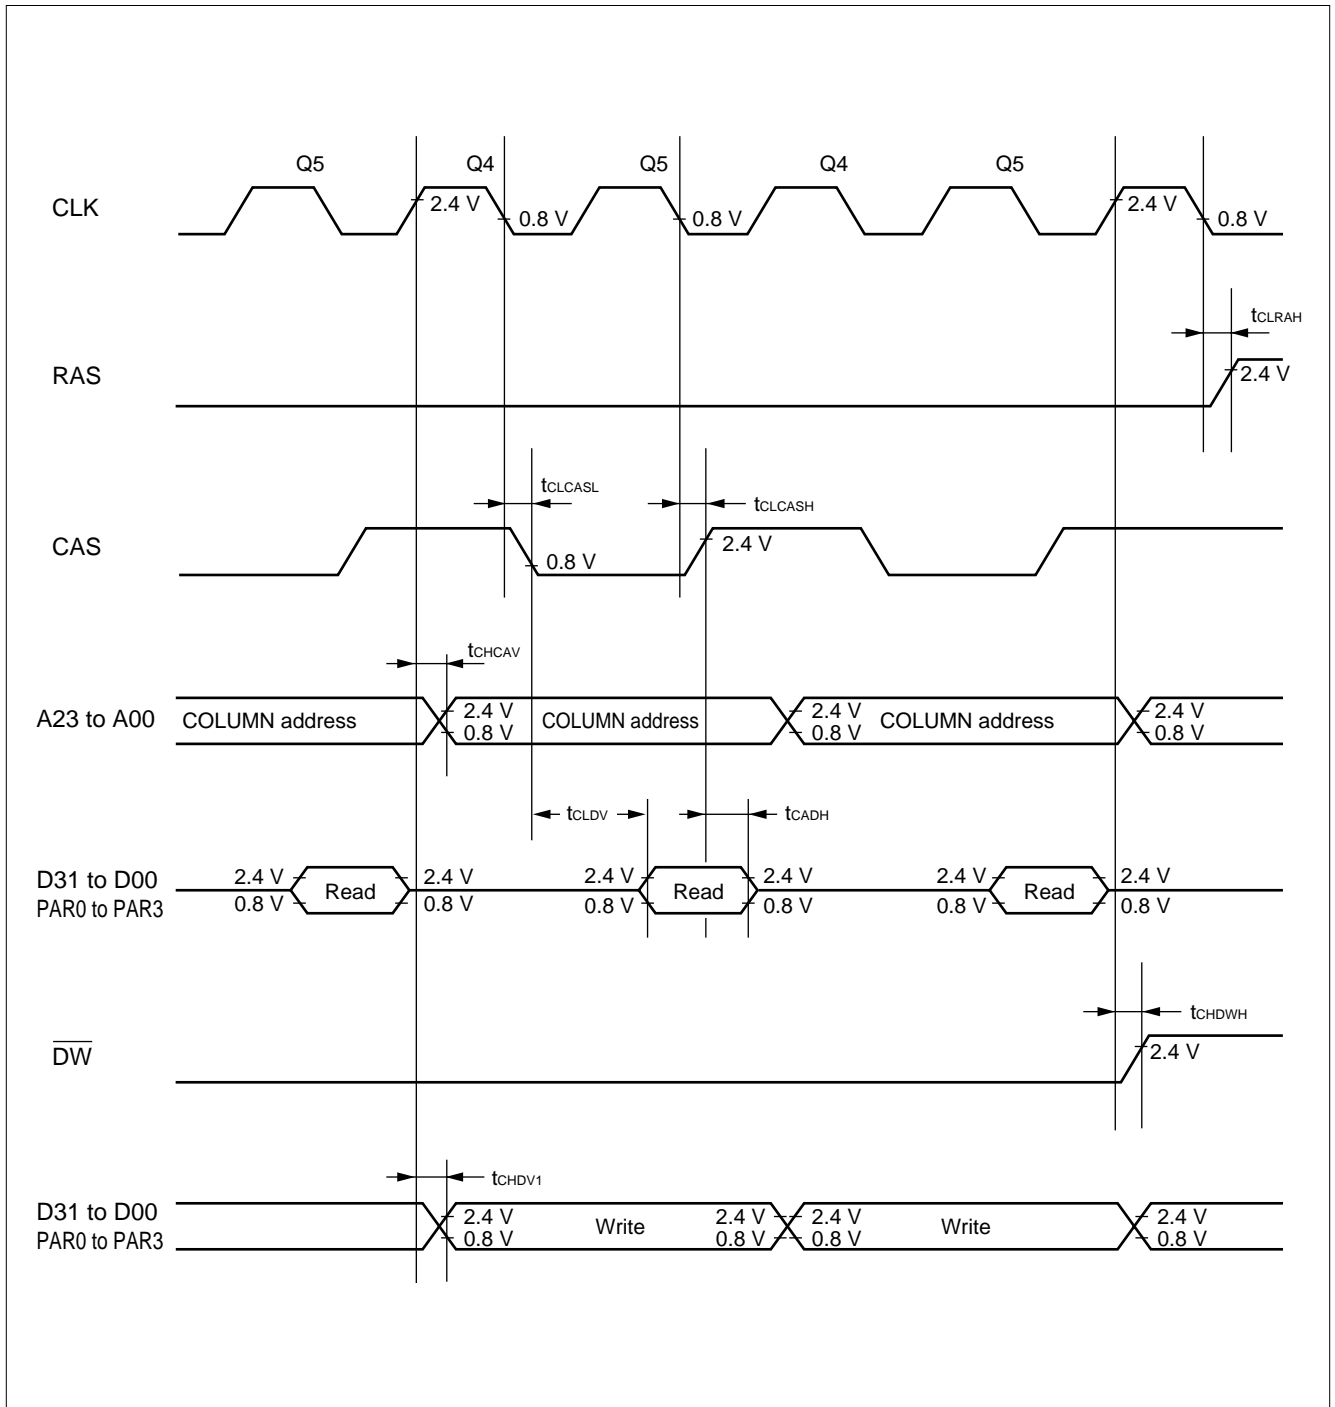 Q5 Q4 Q5 Q4 Q5
CLK
2.4 V 0.8 V 0.8 V 2.4 V 0.8 V
tCLRAH
RAS
2.4 V
tCLCASL tCLCASH
CAS
0.8 V 2.4 V
tCHCAV
A23 to A00
COLUMN address 2.4 V COLUMN address 2.4 V COLUMN address 2.4 V
0.8 V 0.8 V 0.8 V
tCLDV tCADH
D31 to D00
PAR0 to PAR3
2.4 V Read 2.4 V 2.4 V Read 2.4 V 2.4 V Read 2.4 V
0.8 V 0.8 V 0.8 V 0.8 V 0.8 V 0.8 V
tCHDWH
DW
2.4 V
tCHDV1
D31 to D00
PAR0 to PAR3
2.4 V Write 2.4 V 2.4 V Write 2.4 V
0.8 V 0.8 V 0.8 V 0.8 V